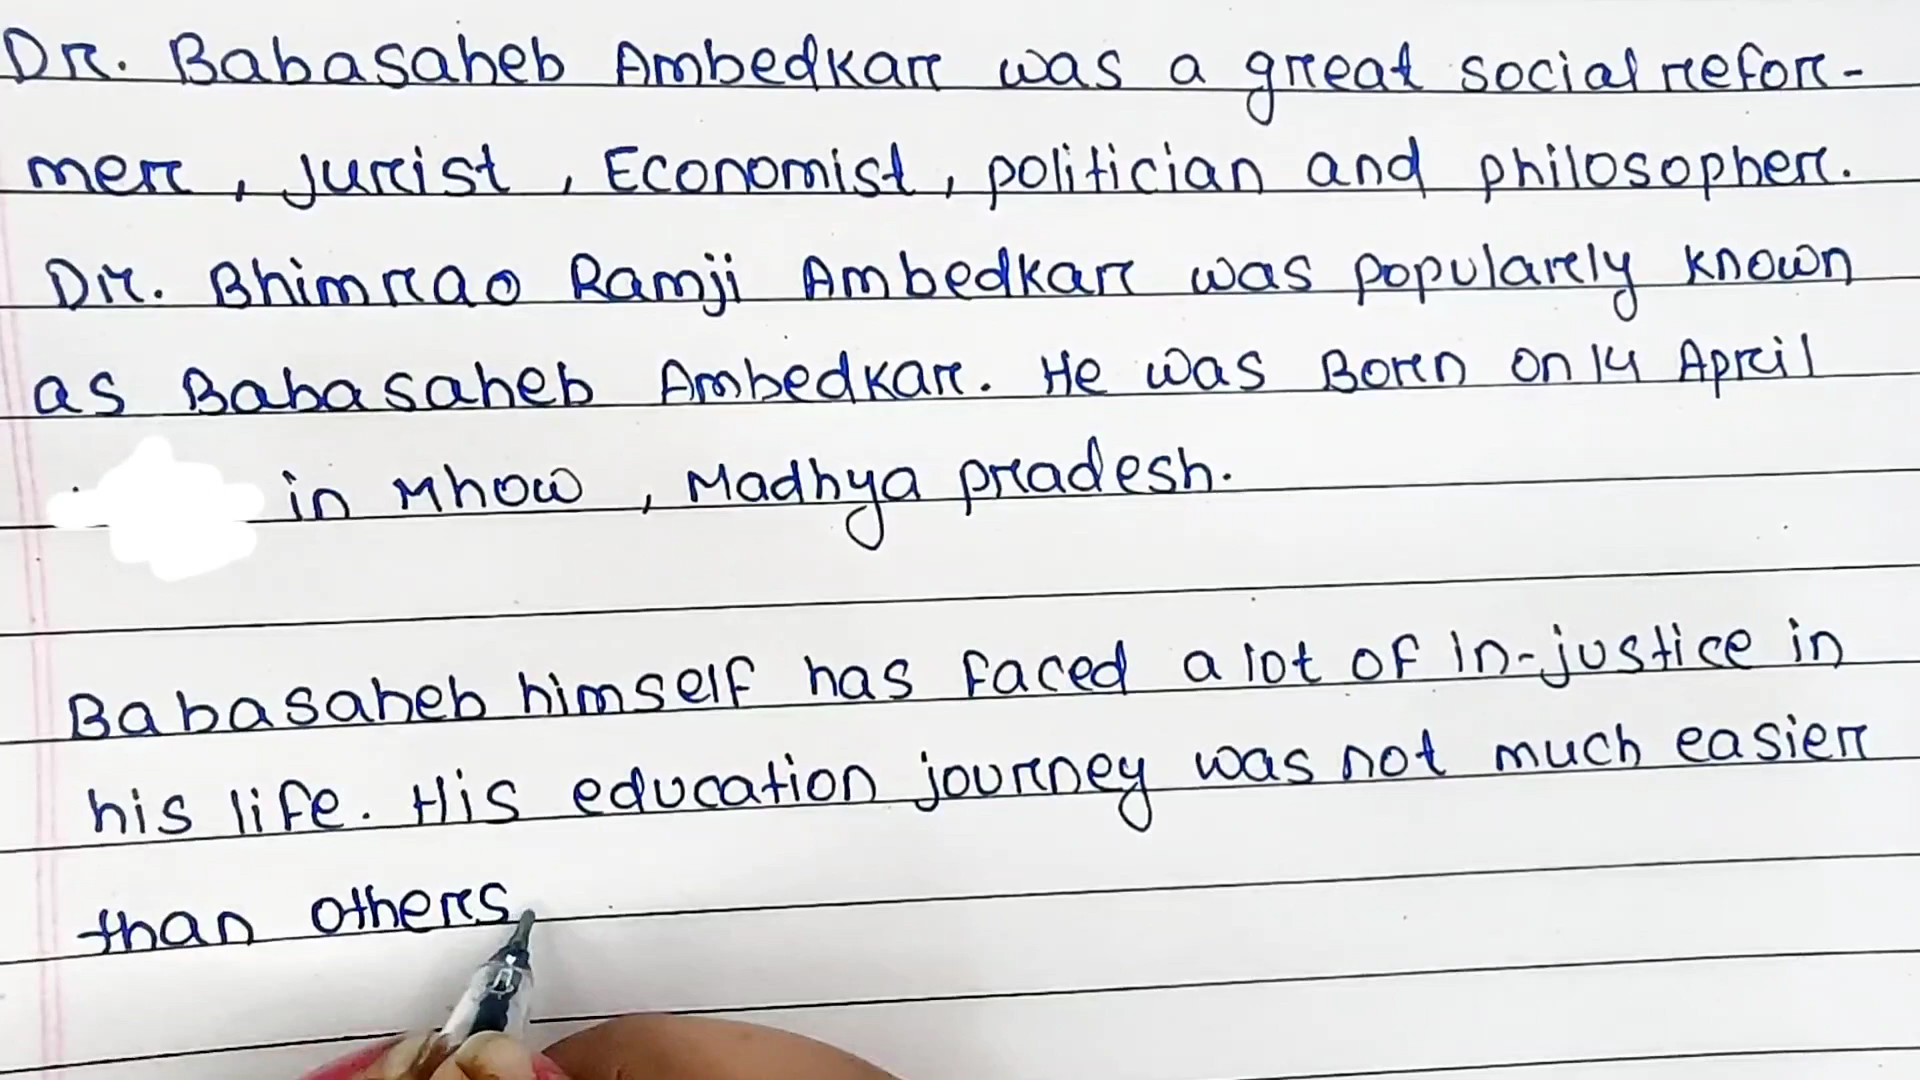 Dr. Babasaheb Ambedkar was a great social refor-
mer, jurist, Economist, politician and philosopher.
Dr. Bhimrao Ramji Ambedkar was popularly known
as Babasaheb Ambedkar. He was Born on 14 April
in Mhow, Madhya pradesh.
Babasaheb himself has faced a lot of in-justice in
his life. His education journey was not much easier
than others